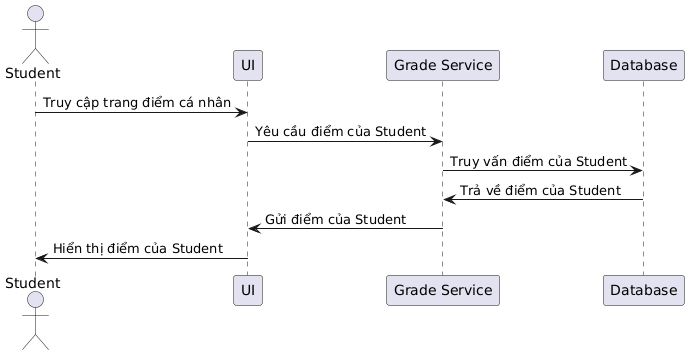 Student
UI
Grade Service
Database
Truy cập trang điểm cá nhân
Yêu cầu điểm của Student
Truy vấn điểm của Student
Trả về điểm của Student
Gửi điểm của Student
Hiển thị điểm của Student
Student
UI
Grade Service
Database